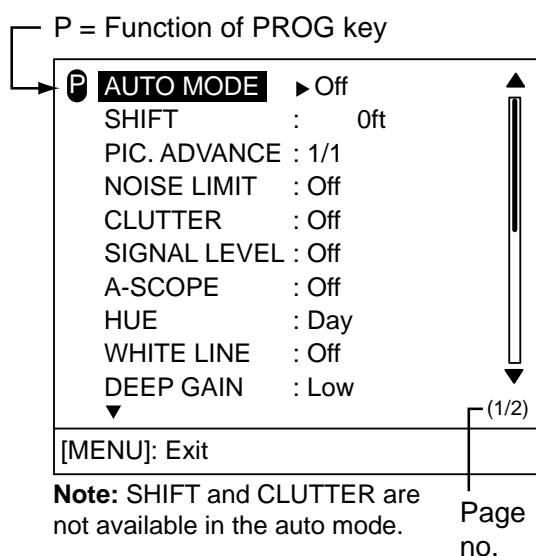 P = Function of PROG key
P AUTO MODE ▶ Off
SHIFT : 0ft
PIC. ADVANCE : 1/1
NOISE LIMIT : Off
CLUTTER : Off
SIGNAL LEVEL : Off
A-SCOPE : Off
HUE : Day
WHITE LINE : Off
DEEP GAIN : Low
(1/2)
[MENU]: Exit
Note: SHIFT and CLUTTER are
not available in the auto mode.
Page
no.